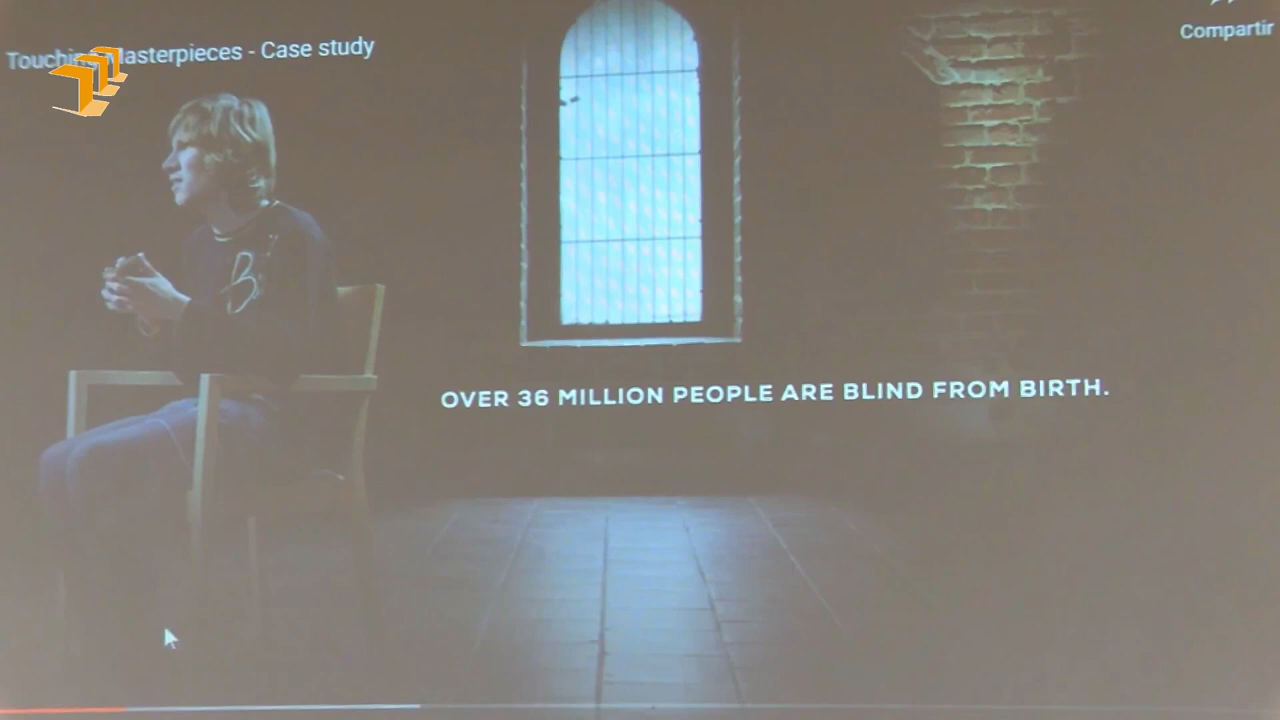 Touching Masterpieces - Case study
Compartir
B
OVER 36 MILLION PEOPLE ARE BLIND FROM BIRTH.